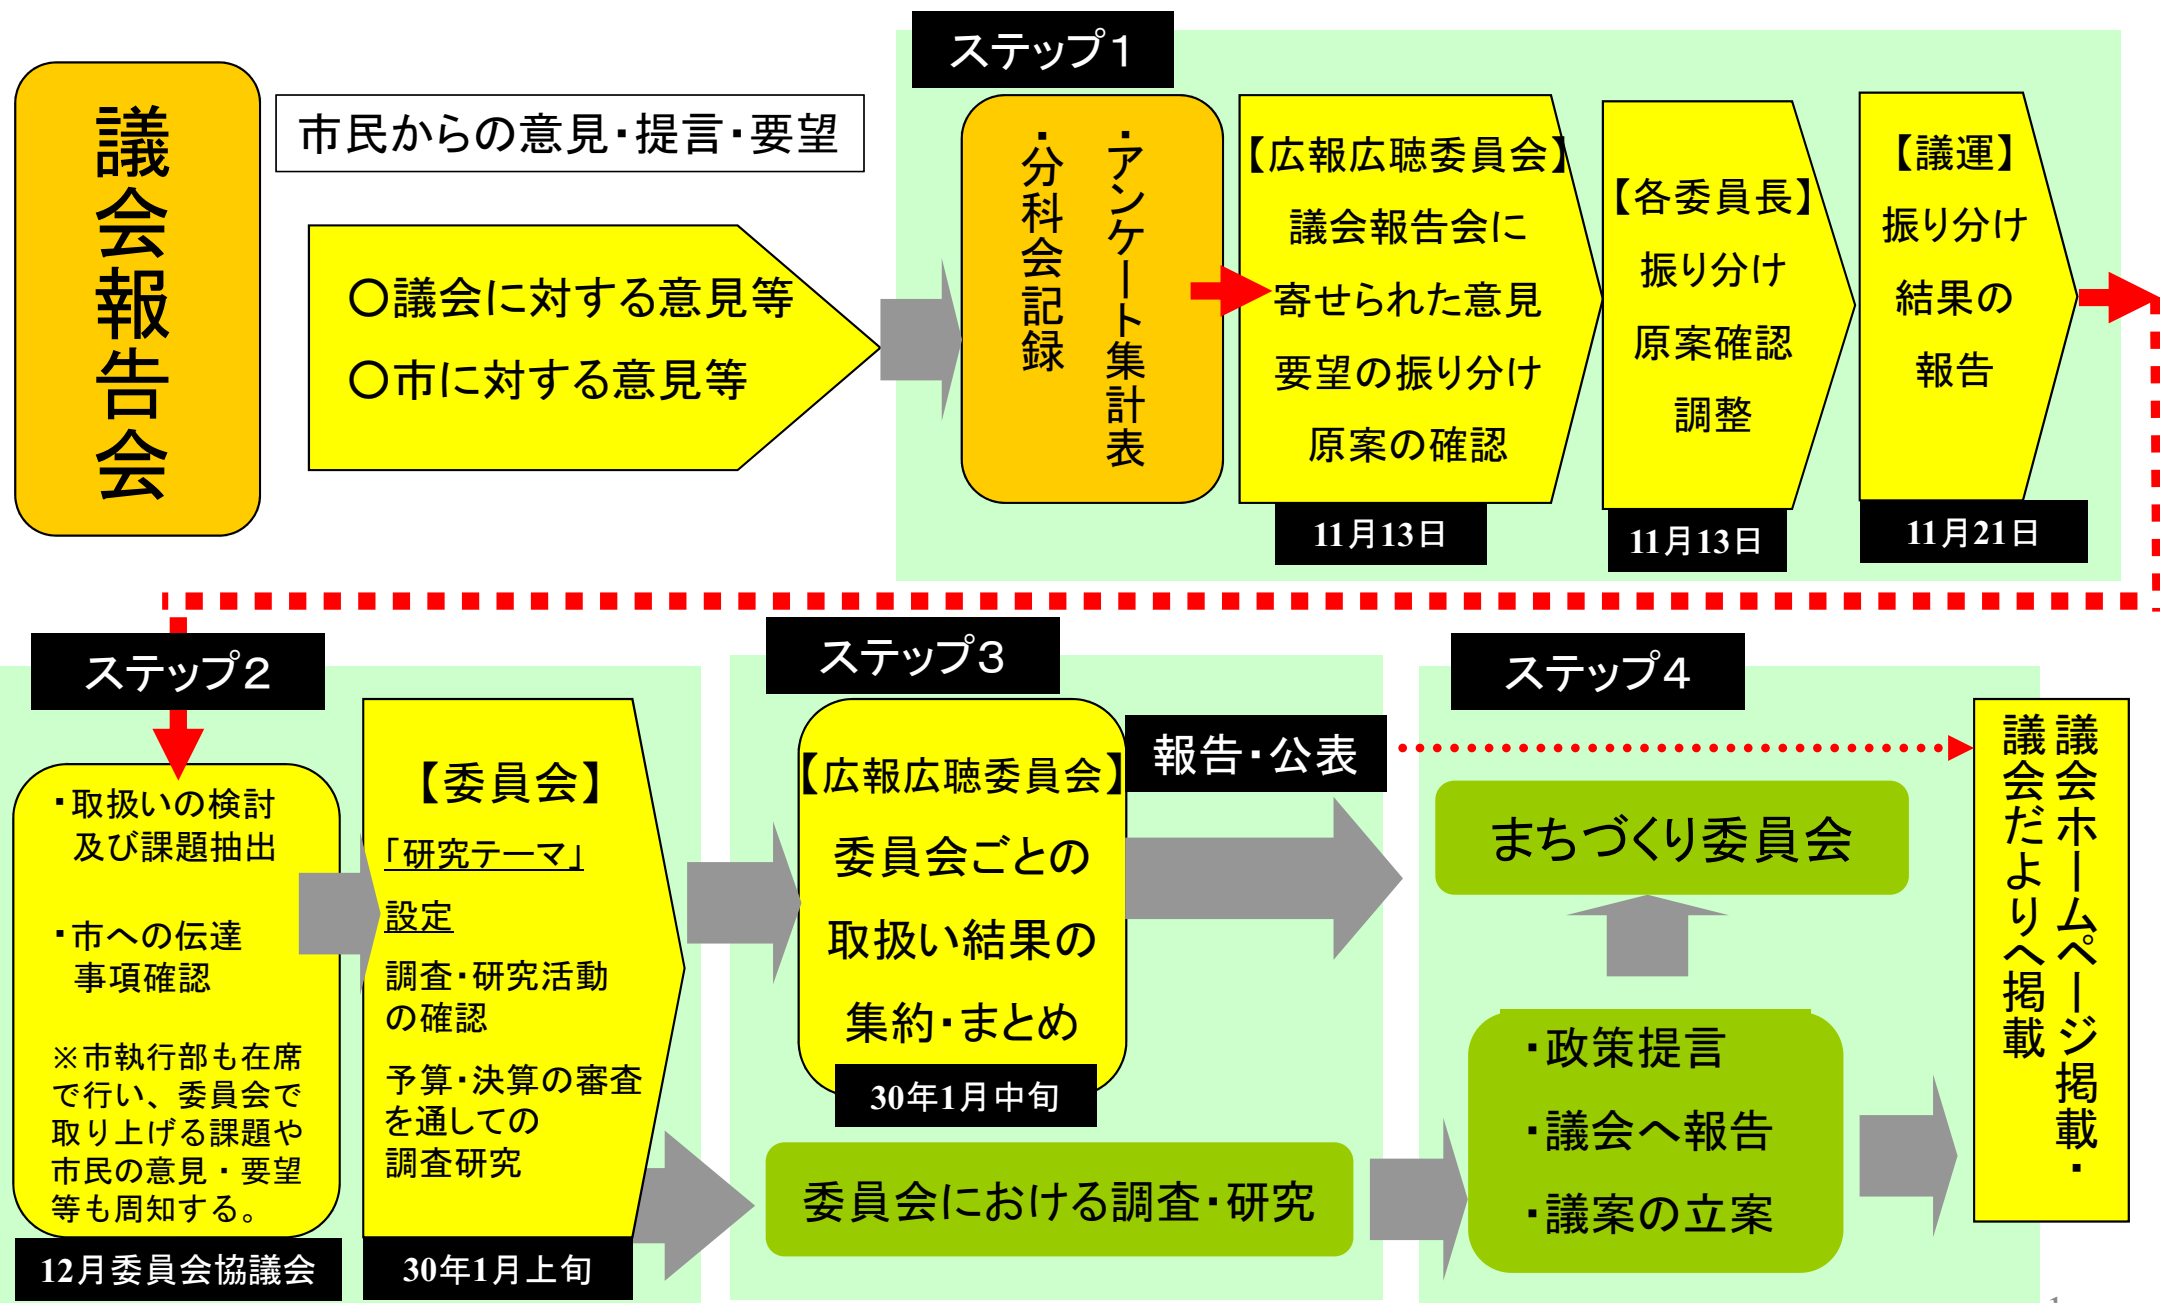 議会報告会
市民からの意見・提言・要望
○議会に対する意見等
○市に対する意見等
ステップ1
・アンケート集計表
・分科会記録
【広報広聴委員会】
議会報告会に
寄せられた意見
要望の振り分け
原案の確認
11月13日
【各委員長】
振り分け
原案確認
調整
11月13日
【議運】
振り分け
結果の
報告
11月21日
ステップ2
・取扱いの検討
及び課題抽出
・市への伝達
事項確認
※市執行部も在席
で行い、委員会で
取り上げる課題や
市民の意見・要望
等も周知する。
12月委員会協議会
【委員会】
「研究テーマ」
設定
調査・研究活動
の確認
予算・決算の審査
を通しての
調査研究
30年1月上旬
ステップ3
【広報広聴委員会】
委員会ごとの
取扱い結果の
集約・まとめ
30年1月中旬
報告・公表
委員会における調査・研究
ステップ4
まちづくり委員会
・政策提言
・議会へ報告
・議案の立案
議会ホームページ掲載・
議会だよりへ掲載
1